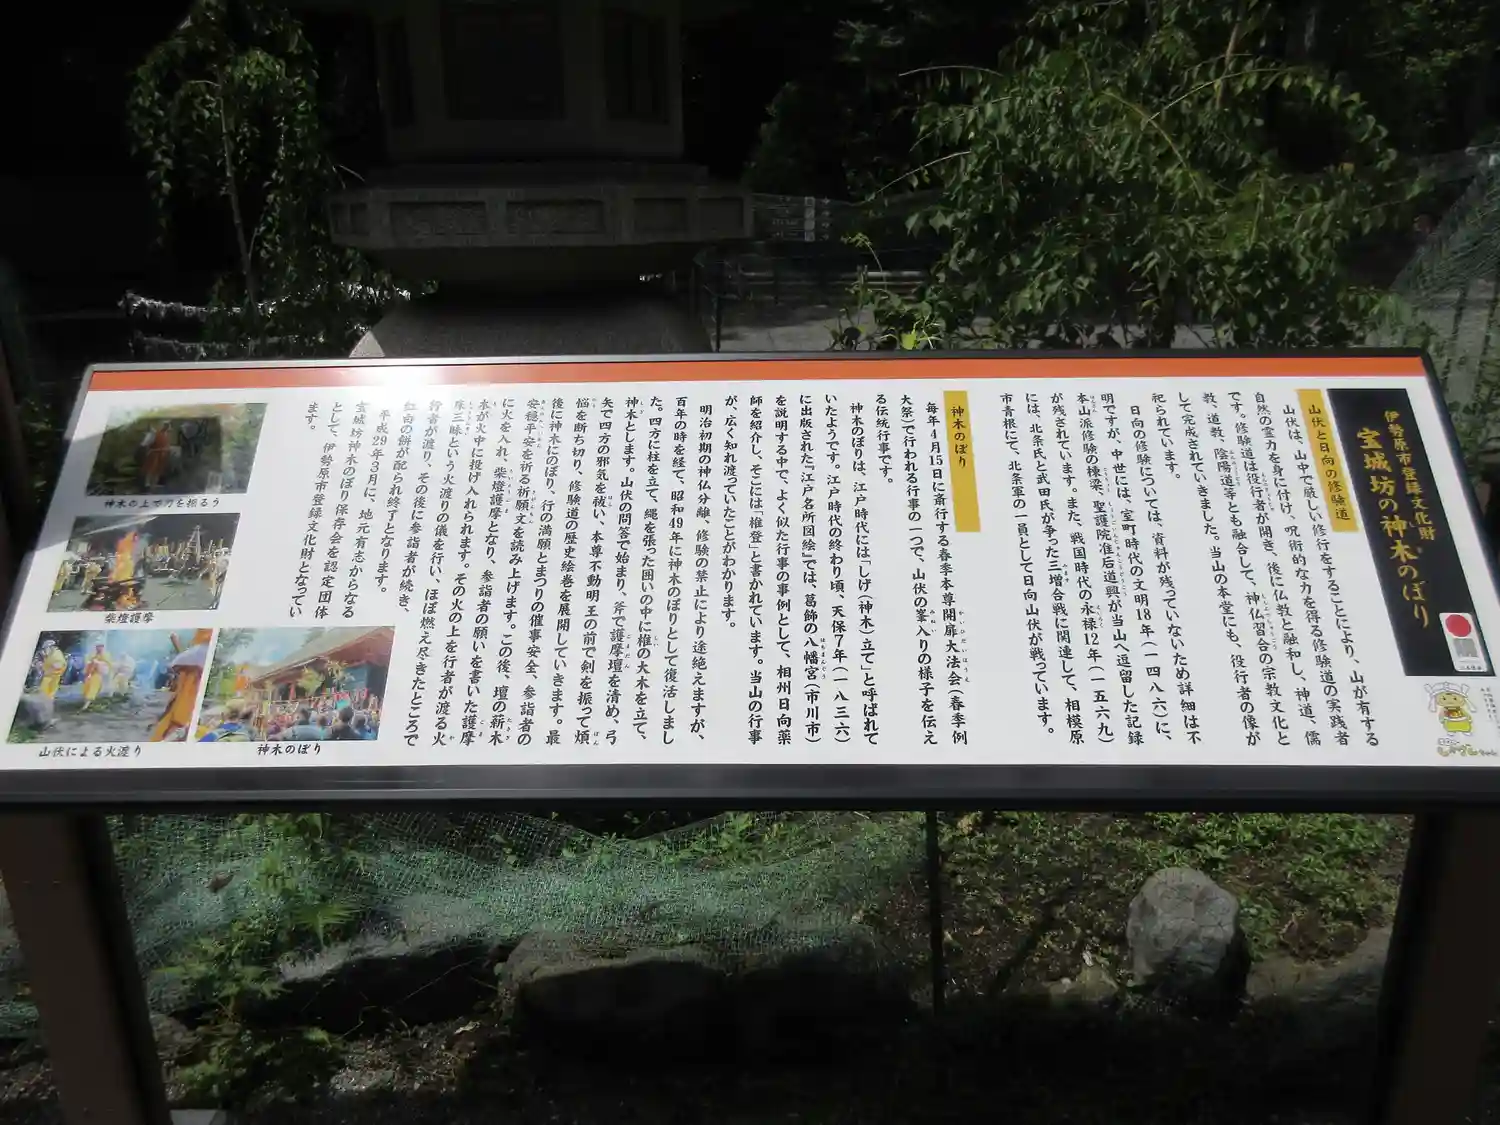 伊勢原市登録文化財
宝城坊の神木のぼり
山伏と日向の修験道
山伏は、山中で厳しい修行をすることにより、山が有する
自然の霊力を身に付け、呪術的な力を得る修験道の実践者
です。修験道は役行者が開き、後に仏教と融和し、神道、儒
教、道教、陰陽道等とも融合して、神仏習合の宗教文化と
して完成されていきました。当山の本堂にも、役行者の像が
祀られています。
日向の修験については、資料が残っていないため詳細は不
明ですが、中世には、室町時代の文明18年(一四八六)に、
本山派修験の棟梁、聖護院准后道興が当山へ逗留した記録
が残されています。また、戦国時代の永禄12年(一五六九)
には、北条氏と武田氏が争った三増合戦に関連して、相模原
市青根にて、北条軍の一員として日向山伏が戦っています。
神木のぼり
毎年4月15日に斎行する春季本尊開扉大法会(春季例
大祭)で行われる行事の一つで、山伏の峯入りの様子を伝え
る伝統行事です。
神木のぼりは、江戸時代には「しげ(神木)立て」と呼ばれて
いたようです。江戸時代の終わり頃、天保7年(一八三六)
に出版された『江戸名所図絵』では、葛飾の八幡宮(市川市)
を説明する中で、よく似た行事の事例として、相州日向薬
師を紹介し、そこには「椎登」と書かれています。当山の行事
が、広く知れ渡っていたことがわかります。
明治初期の神仏分離、修験の禁止により途絶えますが、
百年の時を経て、昭和49年に神木のぼりとして復活しまし
た。四方に柱を立て、縄を張った囲いの中に椎の大木を立て、
神木とします。山伏の問答で始まり、斧で護摩壇を清め、弓
矢で四方の邪気を祓い、本尊不動明王の前で剣を振って煩
悩を断ち切り、修験道の歴史絵巻を展開していきます。最
後に神木にのぼり、行の満願とまつりの催事安全、参詣者の
安穏平安を祈る祈願文を読み上げます。この後、壇の薪木
に火を入れ、柴燈護摩となり、参詣者の願いを書いた護摩
木が火中に投げ入れられます。その火の上を行者が渡る火
生三昧という火渡りの儀を行い、ほぼ燃え尽きたところで
行者が渡り、その後に参詣者が続き、
紅白の餅が配られ終了となります。
平成29年3月に、地元有志からなる
宝城坊神木のぼり保存会を認定団体
として、伊勢原市登録文化財となってい
ます。
神木の上で刀を振るう
柴燈護摩
山伏による火渡り
神木のぼり